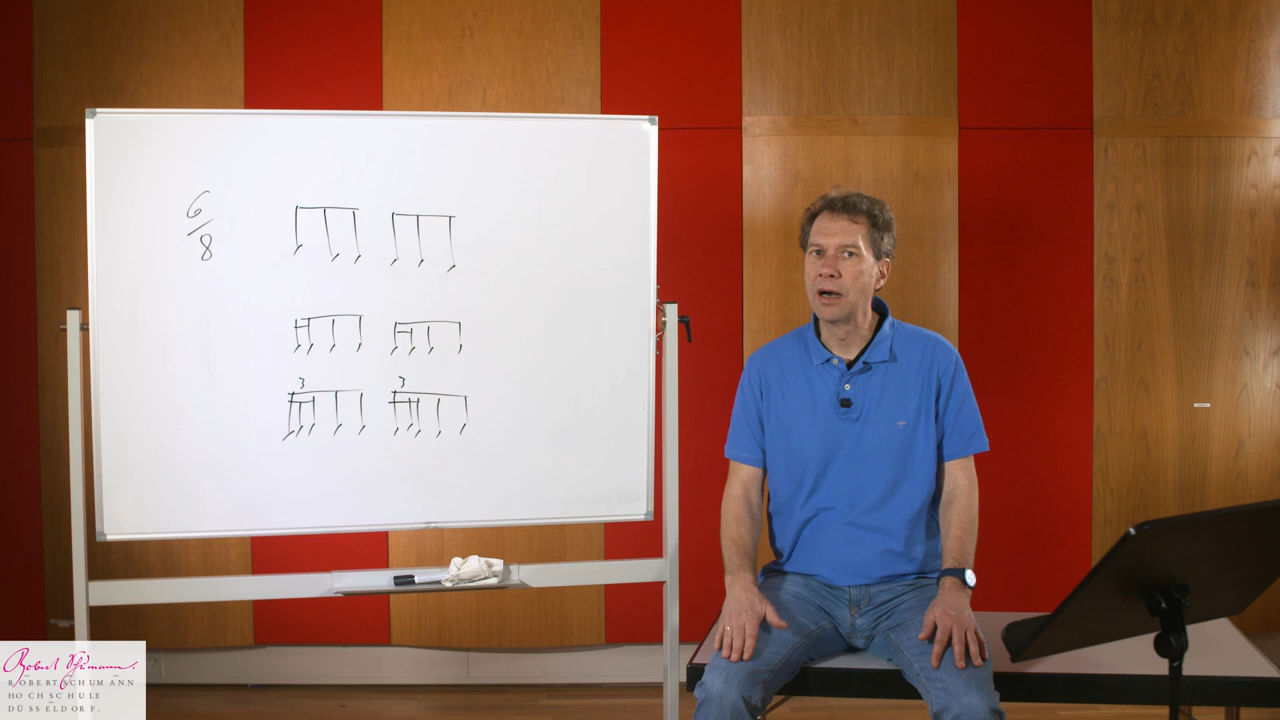 6
8
3 3
Robert Schumann
ROBERT SCHUMANN
HOCHSCHULE
DÜSSELDORF.